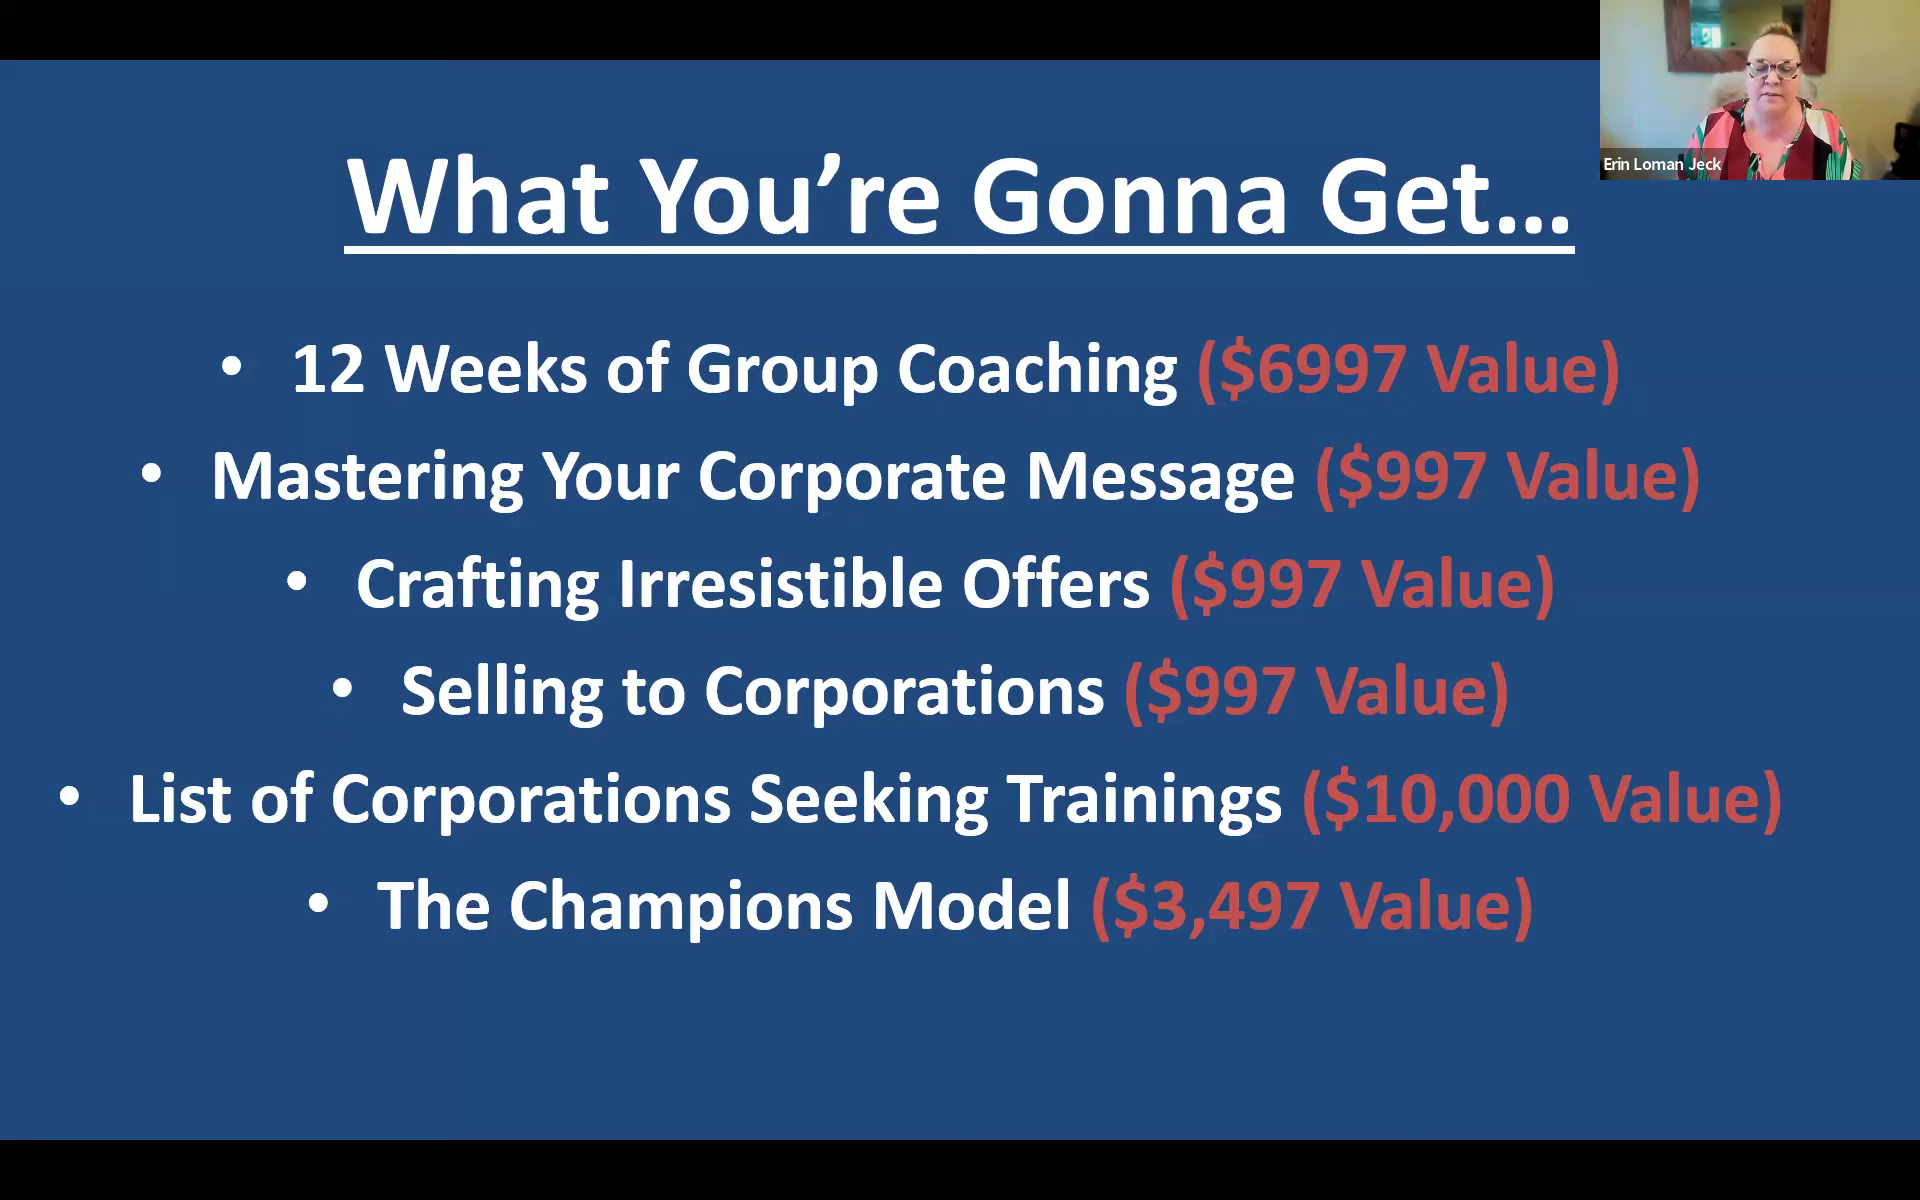 Erin Loman Jeck
What You’re Gonna Get...
• 12 Weeks of Group Coaching ($6997 Value)
• Mastering Your Corporate Message ($997 Value)
• Crafting Irresistible Offers ($997 Value)
• Selling to Corporations ($997 Value)
• List of Corporations Seeking Trainings ($10,000 Value)
• The Champions Model ($3,497 Value)